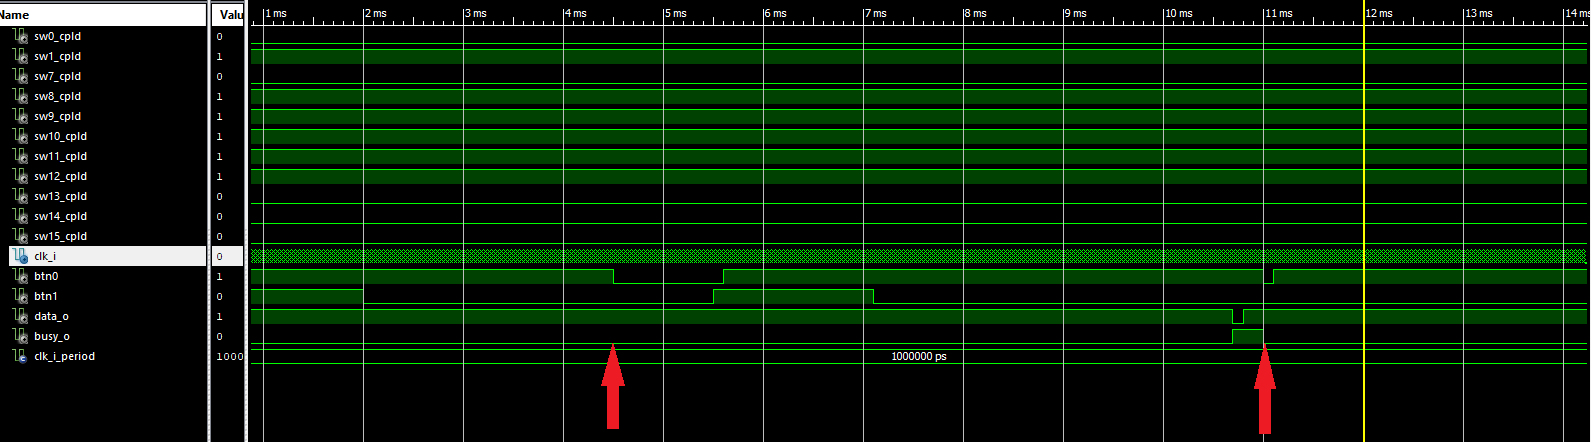 Name Valu 1 ms 2 ms 3 ms 4 ms 5 ms 6 ms 7 ms 8 ms 9 ms 10 ms 11 ms 12 ms 13 ms 14 ms
sw0_cpld 0
sw1_cpld 1
sw7_cpld 0
sw8_cpld 1
sw9_cpld 1
sw10_cpld 1
sw11_cpld 1
sw12_cpld 1
sw13_cpld 0
sw14_cpld 0
sw15_cpld 0
clk_i 0
btn0 1
btn1 0
data_o 1
busy_o 0
clk_i_period 1000 1000000 ps